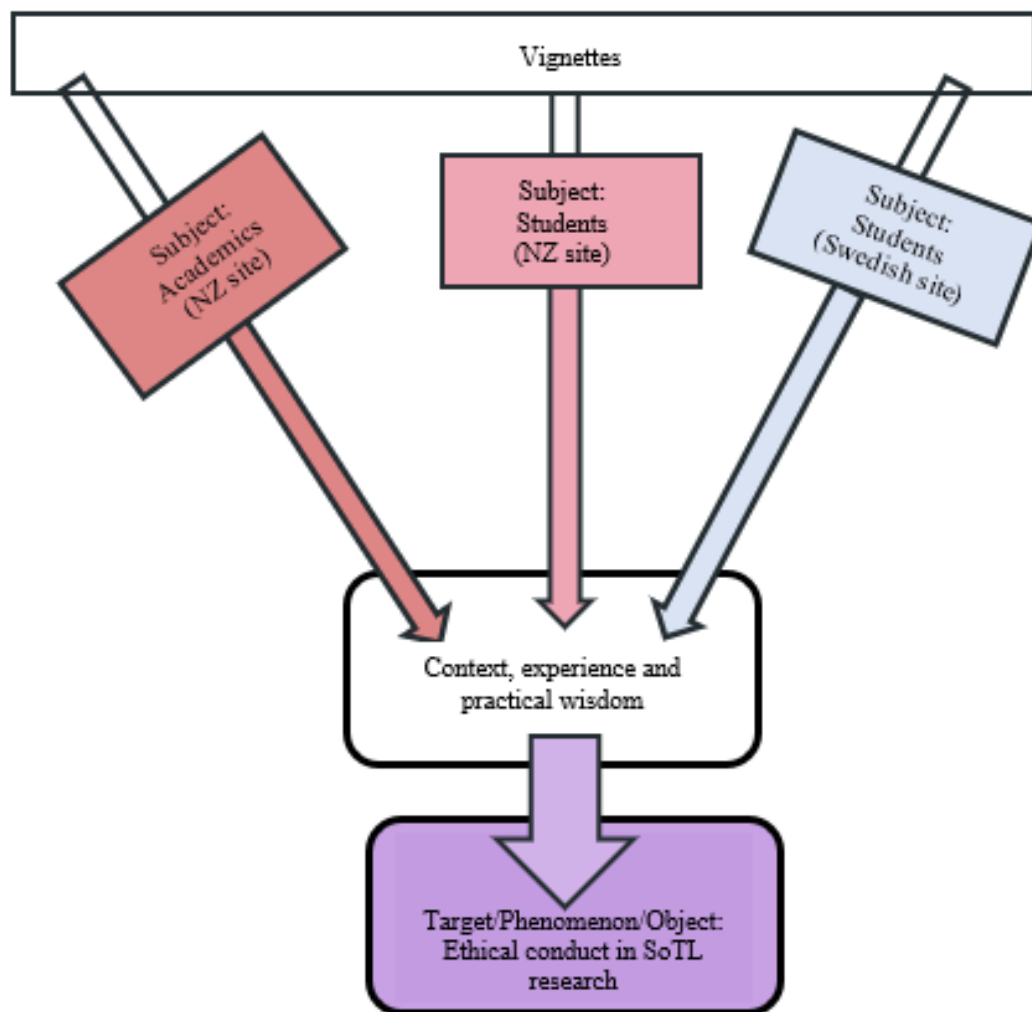 Vignettes
Subject:
Academics
(NZ site)
Subject:
Students
(NZ site)
Subject:
Students
(Swedish site)
Context, experience and
practical wisdom
Target/Phenomenon/Object:
Ethical conduct in SoTL
research